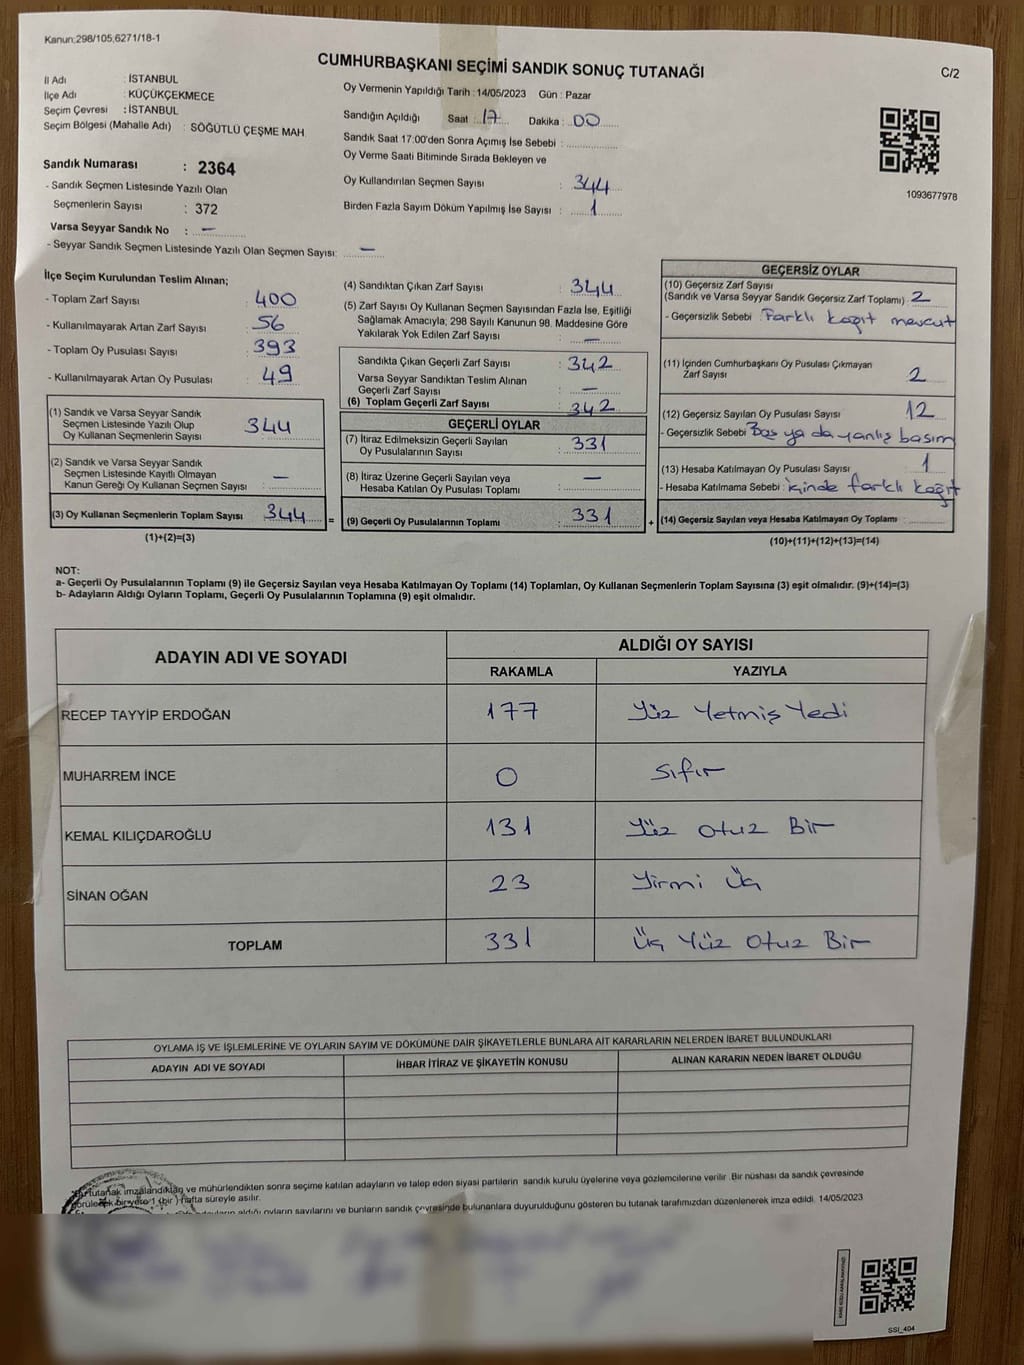 Kanun:298/105,6271/18-1
CUMHURBAŞKANI SEÇİMİ SANDIK SONUÇ TUTANAĞI
C/2
İl Adı : İSTANBUL
İlçe Adı : KÜÇÜKÇEKMECE
Seçim Çevresi : İSTANBUL
Seçim Bölgesi (Mahalle Adı) : SÖĞÜTLÜ ÇEŞME MAH.
Sandık Numarası : 2364
- Sandık Seçmen Listesinde Yazılı Olan
Seçmenlerin Sayısı : 372
Varsa Seyyar Sandık No : —
- Seyyar Sandık Seçmen Listesinde Yazılı Olan Seçmen Sayısı: —
Oy Vermenin Yapıldığı Tarih : 14/05/2023 Gün : Pazar
Sandığın Açıldığı Saat : 17 Dakika : 00
Sandık Saat 17:00'den Sonra Açımış İse Sebebi :
Oy Verme Saati Bitiminde Sırada Bekleyen ve
Oy Kullandırılan Seçmen Sayısı : 344
Birden Fazla Sayım Döküm Yapılmış İse Sayısı : 1
1093677978
İlçe Seçim Kurulundan Teslim Alınan;
- Toplam Zarf Sayısı : 400
- Kullanılmayarak Artan Zarf Sayısı : 56
- Toplam Oy Pusulası Sayısı : 393
- Kullanılmayarak Artan Oy Pusulası : 49
(1) Sandık ve Varsa Seyyar Sandık
Seçmen Listesinde Yazılı Olup
Oy Kullanan Seçmenlerin Sayısı : 344
(2) Sandık ve Varsa Seyyar Sandık
Seçmen Listesinde Kayıtlı Olmayan
Kanun Gereği Oy Kullanan Seçmen Sayısı : —
(3) Oy Kullanan Seçmenlerin Toplam Sayısı : 344 =
(1)+(2)=(3)
(4) Sandıktan Çıkan Zarf Sayısı : 344
(5) Zarf Sayısı Oy Kullanan Seçmen Sayısından Fazla İse, Eşitliği
Sağlamak Amacıyla; 298 Sayılı Kanunun 98. Maddesine Göre
Yakılarak Yok Edilen Zarf Sayısı : —
Sandıkta Çıkan Geçerli Zarf Sayısı : 342
Varsa Seyyar Sandıktan Teslim Alınan
Geçerli Zarf Sayısı : —
(6) Toplam Geçerli Zarf Sayısı : 342
GEÇERLİ OYLAR
(7) İtiraz Edilmeksizin Geçerli Sayılan
Oy Pusulalarının Sayısı : 331
(8) İtiraz Üzerine Geçerli Sayılan veya
Hesaba Katılan Oy Pusulası Toplamı : —
(9) Geçerli Oy Pusulalarının Toplamı : 331 +
GEÇERSİZ OYLAR
(10) Geçersiz Zarf Sayısı
(Sandık ve Varsa Seyyar Sandık Geçersiz Zarf Toplamı) : 2
- Geçersizlik Sebebi : Farklı kağıt mevcut
(11) İçinden Cumhurbaşkanı Oy Pusulası Çıkmayan
Zarf Sayısı : 2
(12) Geçersiz Sayılan Oy Pusulası Sayısı : 12
- Geçersizlik Sebebi : Boş ya da yanlış basım
(13) Hesaba Katılmayan Oy Pusulası Sayısı : 1
- Hesaba Katılmama Sebebi : içinde farklı kağıt
(14) Geçersiz Sayılan veya Hesaba Katılmayan Oy Toplamı :
(10)+(11)+(12)+(13)=(14)
NOT:
a- Geçerli Oy Pusulalarının Toplamı (9) ile Geçersiz Sayılan veya Hesaba Katılmayan Oy Toplamı (14) Toplamları, Oy Kullanan Seçmenlerin Toplam Sayısına (3) eşit olmalıdır. (9)+(14)=(3)
b- Adayların Aldığı Oyların Toplamı, Geçerli Oy Pusulalarının Toplamına (9) eşit olmalıdır.
ADAYIN ADI VE SOYADI
ALDIĞI OY SAYISI
RAKAMLA YAZIYLA
RECEP TAYYİP ERDOĞAN 177 Yüz Yetmiş Yedi
MUHARREM İNCE 0 Sıfır
KEMAL KILIÇDAROĞLU 131 Yüz Otuz Bir
SİNAN OĞAN 23 Yirmi Üç
TOPLAM 331 Üç Yüz Otuz Bir
OYLAMA İŞ VE İŞLEMLERİNE VE OYLARIN SAYIM VE DÖKÜMÜNE DAİR ŞİKAYETLERLE BUNLARA AİT KARARLARIN NELERDEN İBARET BULUNDUKLARI
ADAYIN ADI VE SOYADI İHBAR İTİRAZ VE ŞİKAYETİN KONUSU ALINAN KARARIN NEDEN İBARET OLDUĞU
tutanak imzalandıktan ve mühürlendikten sonra seçime katılan adayların ve talep eden siyasi partilerin sandık kurulu üyelerine veya gözlemcilerine verilir. Bir nüshası da sandık çevresinde
görülecek bir yere 1 (bir) hafta süreyle asılır.
aldığı oyların sayılarını ve bunların sandık çevresinde bulunanlara duyurulduğunu gösteren bu tutanak tarafımızdan düzenlenerek imza edildi. 14/05/2023
SSI_404